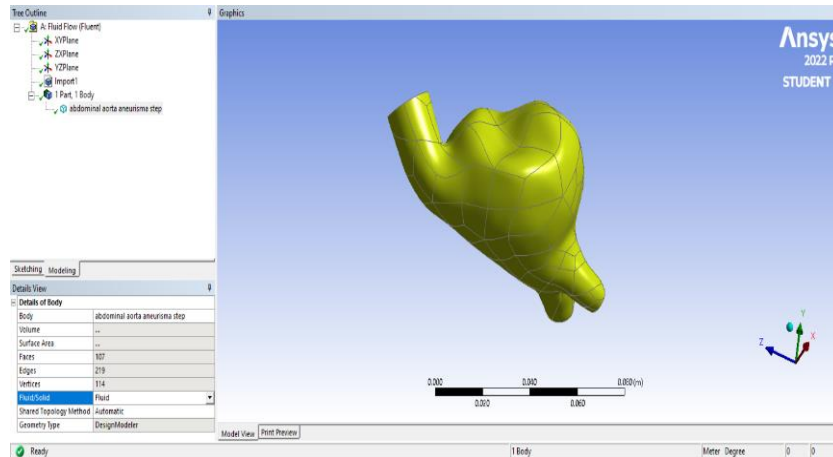 Tree Outline
A: Fluid Flow (Fluent)
XYPlane
ZXPlane
YZPlane
Import1
1 Part, 1 Body
abdominal aorta aneurisma step
Sketching Modeling
Details View
Details of Body
Body abdominal aorta aneurisma step
Volume ...
Surface Area ...
Faces 107
Edges 219
Vertices 114
Fluid/Solid Fluid
Shared Topology Method Automatic
Geometry Type DesignModeler
Graphics
Ansys
2022 R
STUDENT
Y
Z X
0.000 0.040 0.080 (m)
0.020 0.060
Model View Print Preview
Ready 1 Body Meter Degree 0 0